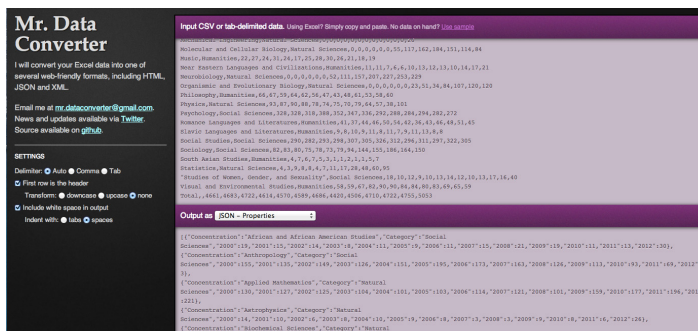 Mr. Data
Converter
I will convert your Excel data into one of
several web-friendly formats, including HTML,
JSON and XML.
Email me at mr.dataconverter@gmail.com.
News and updates available via Twitter.
Source available on github.
SETTINGS
Delimiter: Auto Comma Tab
First row is the header
Transform: downcase upcase none
Include white space in output
Indent with: tabs spaces
Input CSV or tab-delimited data. Using Excel? Simply copy and paste. No data on hand? Use sample
Molecular and Cellular Biology,Natural Sciences,0,0,0,0,0,0,55,117,162,184,151,114,84
Music,Humanities,22,27,24,31,24,17,25,28,30,26,21,18,19
Near Eastern Languages and Civilizations,Humanities,11,11,7,6,6,10,13,12,13,10,14,17,21
Neurobiology,Natural Sciences,0,0,0,0,0,0,52,111,157,207,227,253,229
Organismic and Evolutionary Biology,Natural Sciences,0,0,0,0,0,0,23,51,36,84,107,120,120
Philosophy,Humanities,66,67,59,64,62,56,47,43,48,61,53,58,40
Physics,Natural Sciences,93,87,90,88,78,74,75,70,79,64,57,38,101
Psychology,Social Sciences,328,328,318,388,352,347,336,292,288,284,294,282,272
Romance Languages and Literatures,Humanities,41,37,44,46,50,54,62,36,43,46,48,51,45
Slavic Languages and Literatures,Humanities,9,8,10,9,11,8,11,7,9,11,13,8,8
Social Studies,Social Sciences,290,282,293,298,307,305,326,312,296,311,297,322,305
Sociology,Social Sciences,82,83,80,75,78,73,79,94,144,155,186,164,150
South Asian Studies,Humanities,4,7,6,7,5,3,1,1,2,1,1,5,7
Statistics,Natural Sciences,4,3,9,8,8,4,7,11,17,28,48,60,95
"Studies of Women, Gender, and Sexuality",Social Sciences,18,10,12,9,10,13,14,12,10,13,17,16,40
Visual and Environmental Studies,Humanities,58,59,67,82,90,90,84,84,80,83,69,65,59
Total,,4661,4683,4722,4614,4570,4589,4686,4420,4506,4710,4722,4755,5053
Output as JSON - Properties
[{"Concentration":"African and African American Studies","Category":"Social
Sciences","2000":19,"2001":15,"2002":14,"2003":8,"2004":11,"2005":9,"2006":11,"2007":15,"2008":21,"2009":19,"2010":11,"2011":13,"2012":30},
{"Concentration":"Anthropology","Category":"Social
Sciences","2000":155,"2001":135,"2002":149,"2003":126,"2004":151,"2005":195,"2006":173,"2007":163,"2008":126,"2009":113,"2010":93,"2011":69,"2012"
3},
{"Concentration":"Applied Mathematics","Category":"Natural
Sciences","2000":130,"2001":127,"2002":125,"2003":104,"2004":101,"2005":103,"2006":114,"2007":121,"2008":101,"2009":159,"2010":177,"2011":196,"201
:221},
{"Concentration":"Astrophysics","Category":"Natural
Sciences","2000":14,"2001":10,"2002":6,"2003":8,"2004":10,"2005":9,"2006":8,"2007":3,"2008":3,"2009":9,"2010":8,"2011":6,"2012":26},
{"Concentration":"Biochemical Sciences","Category":"Natural